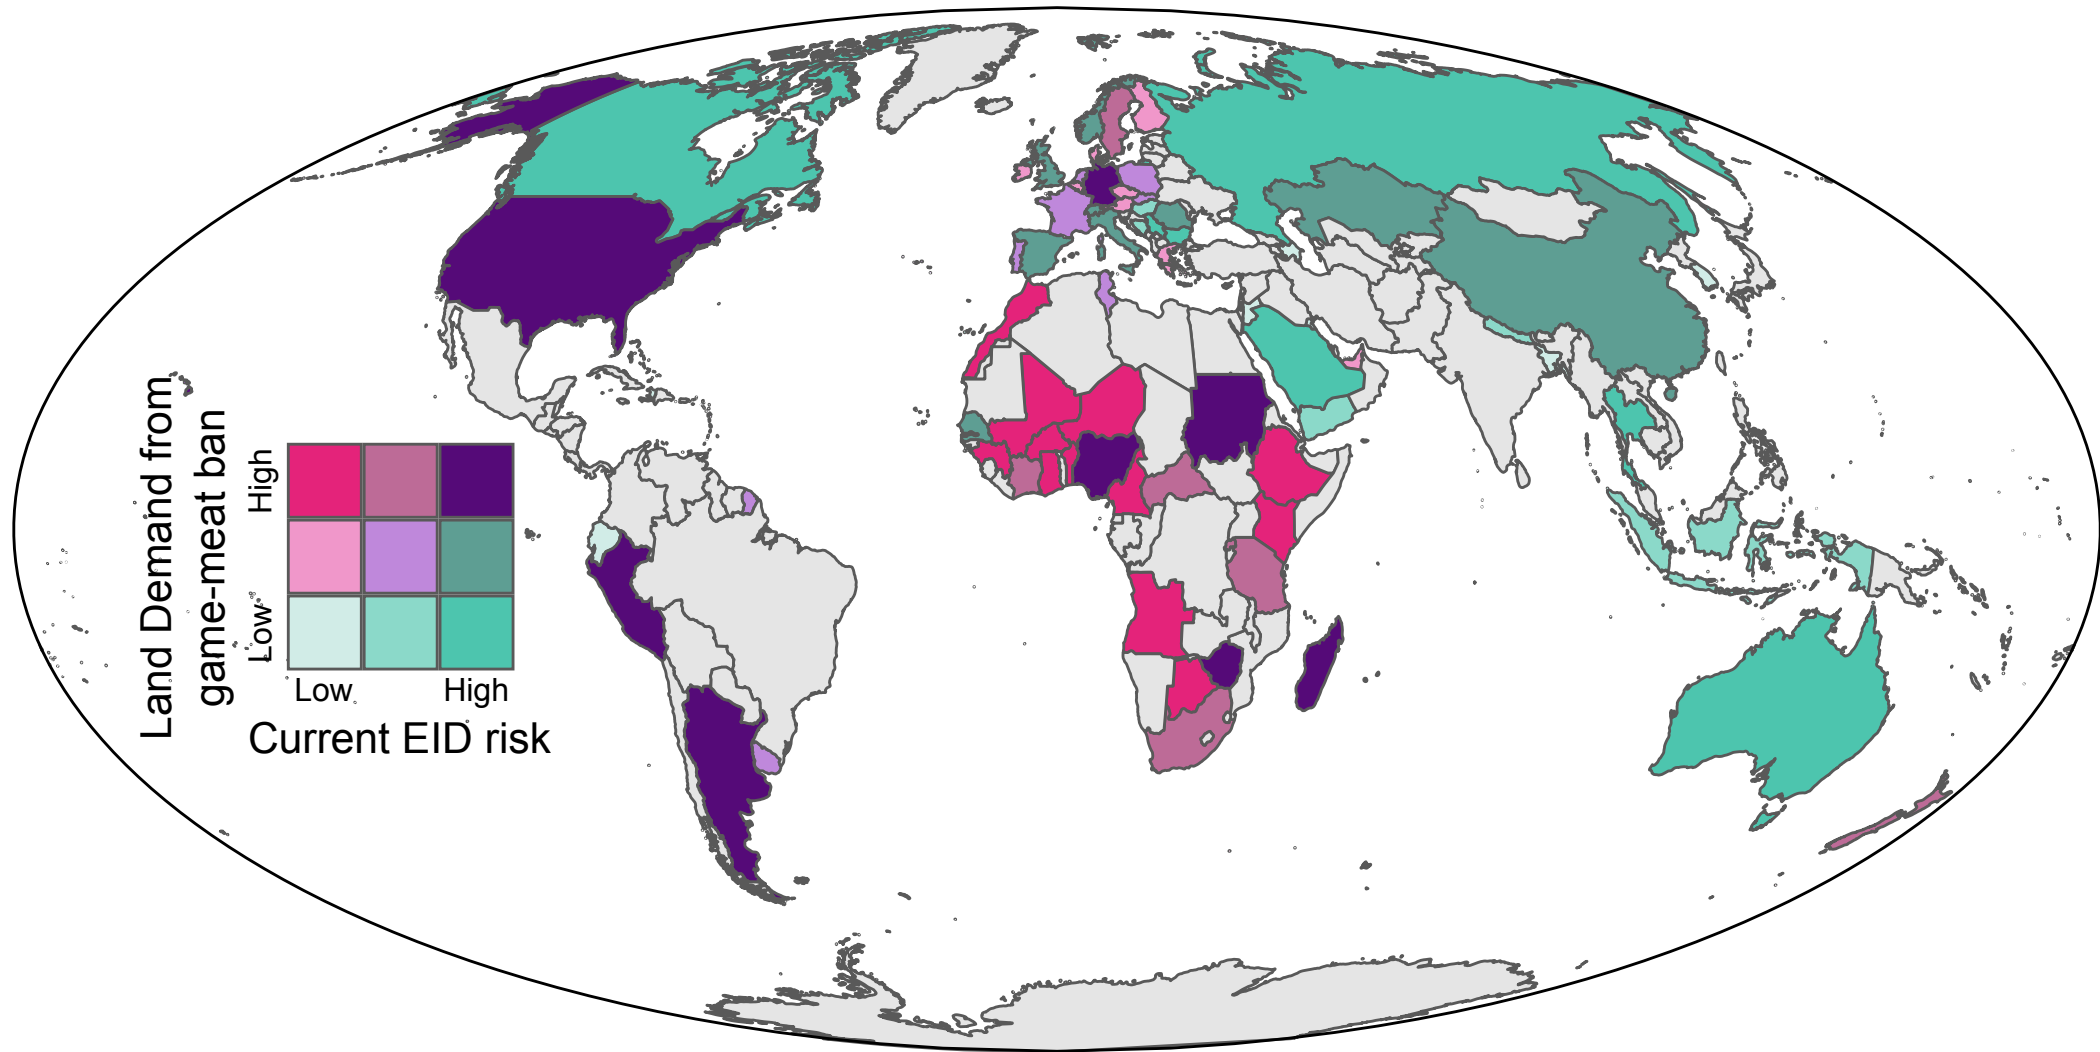 Land Demand from
game-meat ban
High
Low
Low
High
Current EID risk